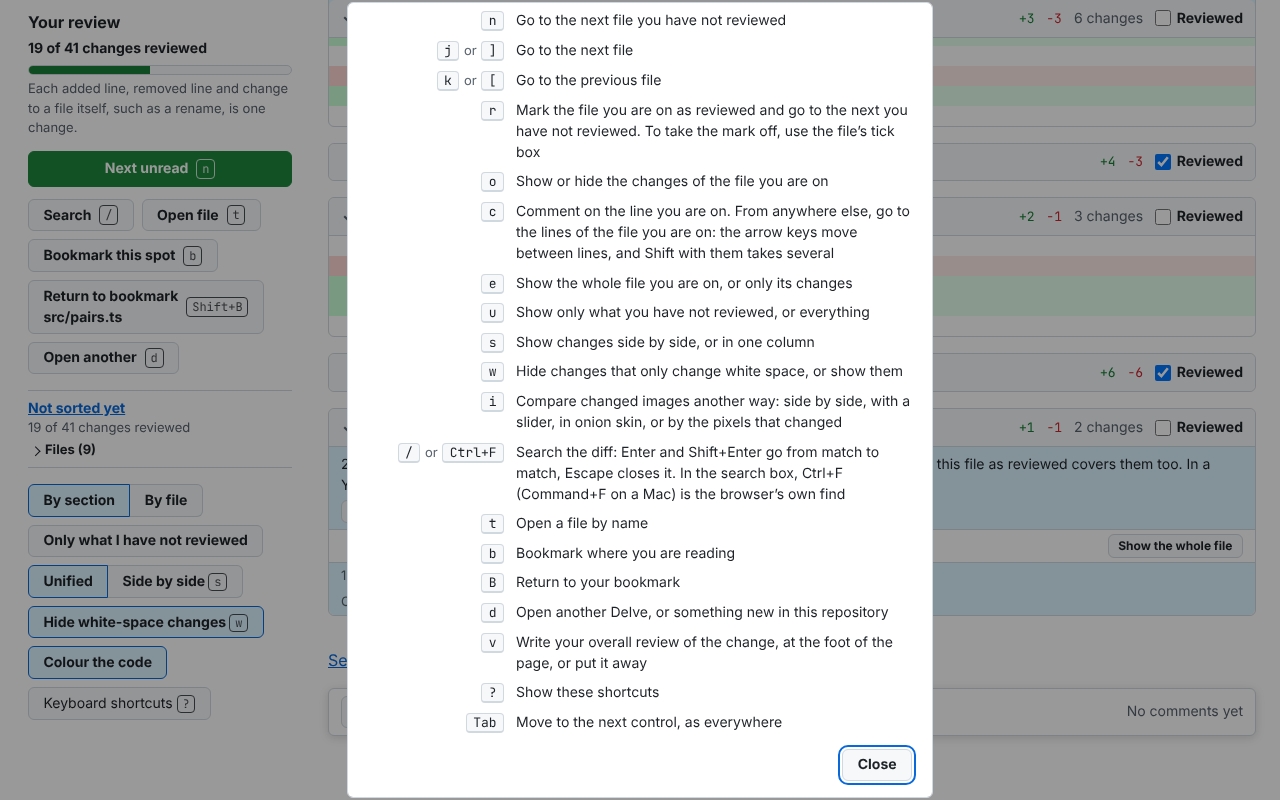 Your review
19 of 41 changes reviewed
Each added line, removed line and change
to a file itself, such as a rename, is one
change.
Next unread n
Search /
Open file t
Bookmark this spot b
Return to bookmark
src/pairs.ts
Shift+B
Open another d
Not sorted yet
19 of 41 changes reviewed
Files (9)
By section
By file
Only what I have not reviewed
Unified
Side by side s
Hide white-space changes w
Colour the code
Keyboard shortcuts ?
n Go to the next file you have not reviewed
j or ] Go to the next file
k or [ Go to the previous file
r Mark the file you are on as reviewed and go to the next you
have not reviewed. To take the mark off, use the file’s tick
box
o Show or hide the changes of the file you are on
c Comment on the line you are on. From anywhere else, go to
the lines of the file you are on: the arrow keys move
between lines, and Shift with them takes several
e Show the whole file you are on, or only its changes
u Show only what you have not reviewed, or everything
s Show changes side by side, or in one column
w Hide changes that only change white space, or show them
i Compare changed images another way: side by side, with a
slider, in onion skin, or by the pixels that changed
/ or Ctrl+F Search the diff: Enter and Shift+Enter go from match to
match, Escape closes it. In the search box, Ctrl+F
(Command+F on a Mac) is the browser’s own find
t Open a file by name
b Bookmark where you are reading
B Return to your bookmark
d Open another Delve, or something new in this repository
v Write your overall review of the change, at the foot of the
page, or put it away
? Show these shortcuts
Tab Move to the next control, as everywhere
Close
+3 -3 6 changes Reviewed
+4 -3 Reviewed
+2 -1 3 changes Reviewed
+6 -6 Reviewed
+1 -1 2 changes Reviewed
this file as reviewed covers them too. In a
Show the whole file
No comments yet